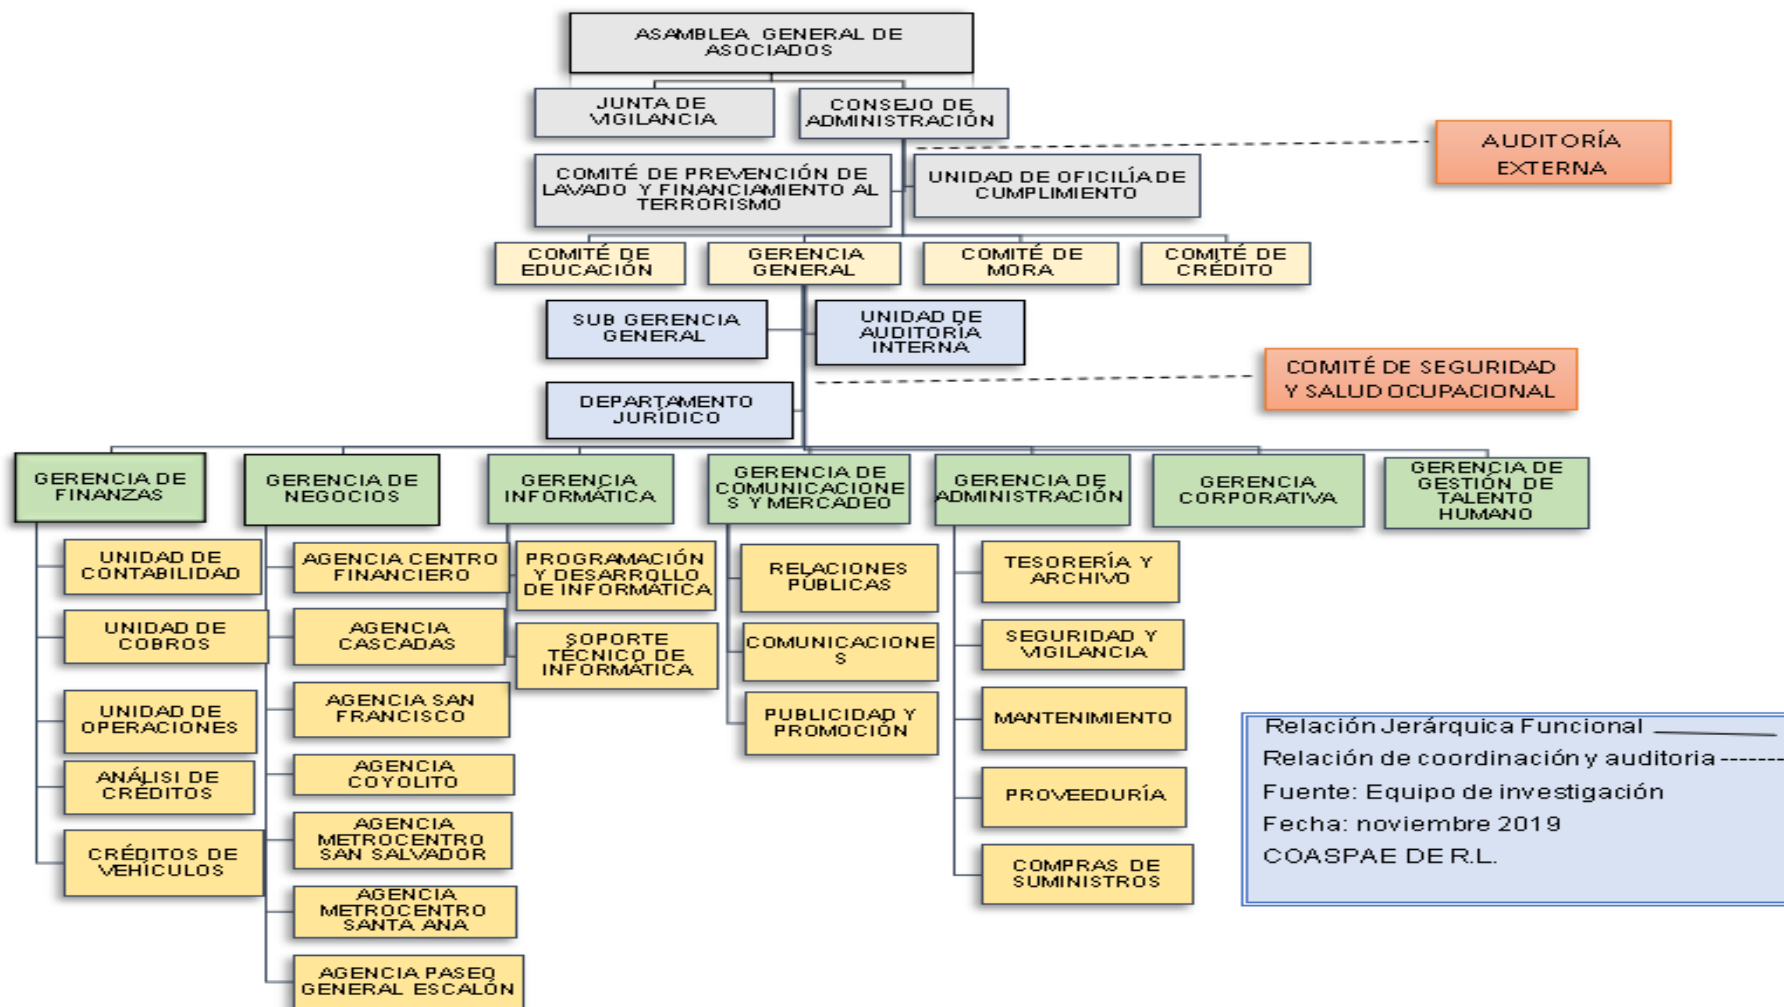 ASAMBLEA GENERAL DE
ASOCIADOS
JUNTA DE
VIGILANCIA
CONSEJO DE
ADMINISTRACIÓN
AUDITORÍA
EXTERNA
COMITÉ DE PREVENCIÓN DE
LAVADO Y FINANCIAMIENTO AL
TERRORISMO
UNIDAD DE OFICILÍA DE
CUMPLIMIENTO
COMITÉ DE
EDUCACIÓN
GERENCIA
GENERAL
COMITÉ DE
MORA
COMITÉ DE
CRÉDITO
SUB GERENCIA
GENERAL
UNIDAD DE
AUDITORÍA
INTERNA
COMITÉ DE SEGURIDAD
Y SALUD OCUPACIONAL
DEPARTAMENTO
JURÍDICO
GERENCIA DE
FINANZAS
GERENCIA DE
NEGOCIOS
GERENCIA
INFORMÁTICA
GERENCIA DE
COMUNICACIONE
S Y MERCADEO
GERENCIA DE
ADMINISTRACIÓN
GERENCIA
CORPORATIVA
GERENCIA DE
GESTIÓN DE
TALENTO
HUMANO
UNIDAD DE
CONTABILIDAD
UNIDAD DE
COBROS
UNIDAD DE
OPERACIONES
ANÁLISI DE
CRÉDITOS
CRÉDITOS DE
VEHÍCULOS
AGENCIA CENTRO
FINANCIERO
AGENCIA
CASCADAS
AGENCIA SAN
FRANCISCO
AGENCIA
COYOLITO
AGENCIA
METROCENTRO
SAN SALVADOR
AGENCIA
METROCENTRO
SANTA ANA
AGENCIA PASEO
GENERAL ESCALÓN
PROGRAMACIÓN
Y DESARROLLO
DE INFORMÁTICA
SOPORTE
TÉCNICO DE
INFORMÁTICA
RELACIONES
PÚBLICAS
COMUNICACIONE
S
PUBLICIDAD Y
PROMOCIÓN
TESORERÍA Y
ARCHIVO
SEGURIDAD Y
VIGILANCIA
MANTENIMIENTO
PROVEEDURÍA
COMPRAS DE
SUMINISTROS
Relación Jerárquica Funcional
Relación de coordinación y auditoria
Fuente: Equipo de investigación
Fecha: noviembre 2019
COASPAE DE R.L.